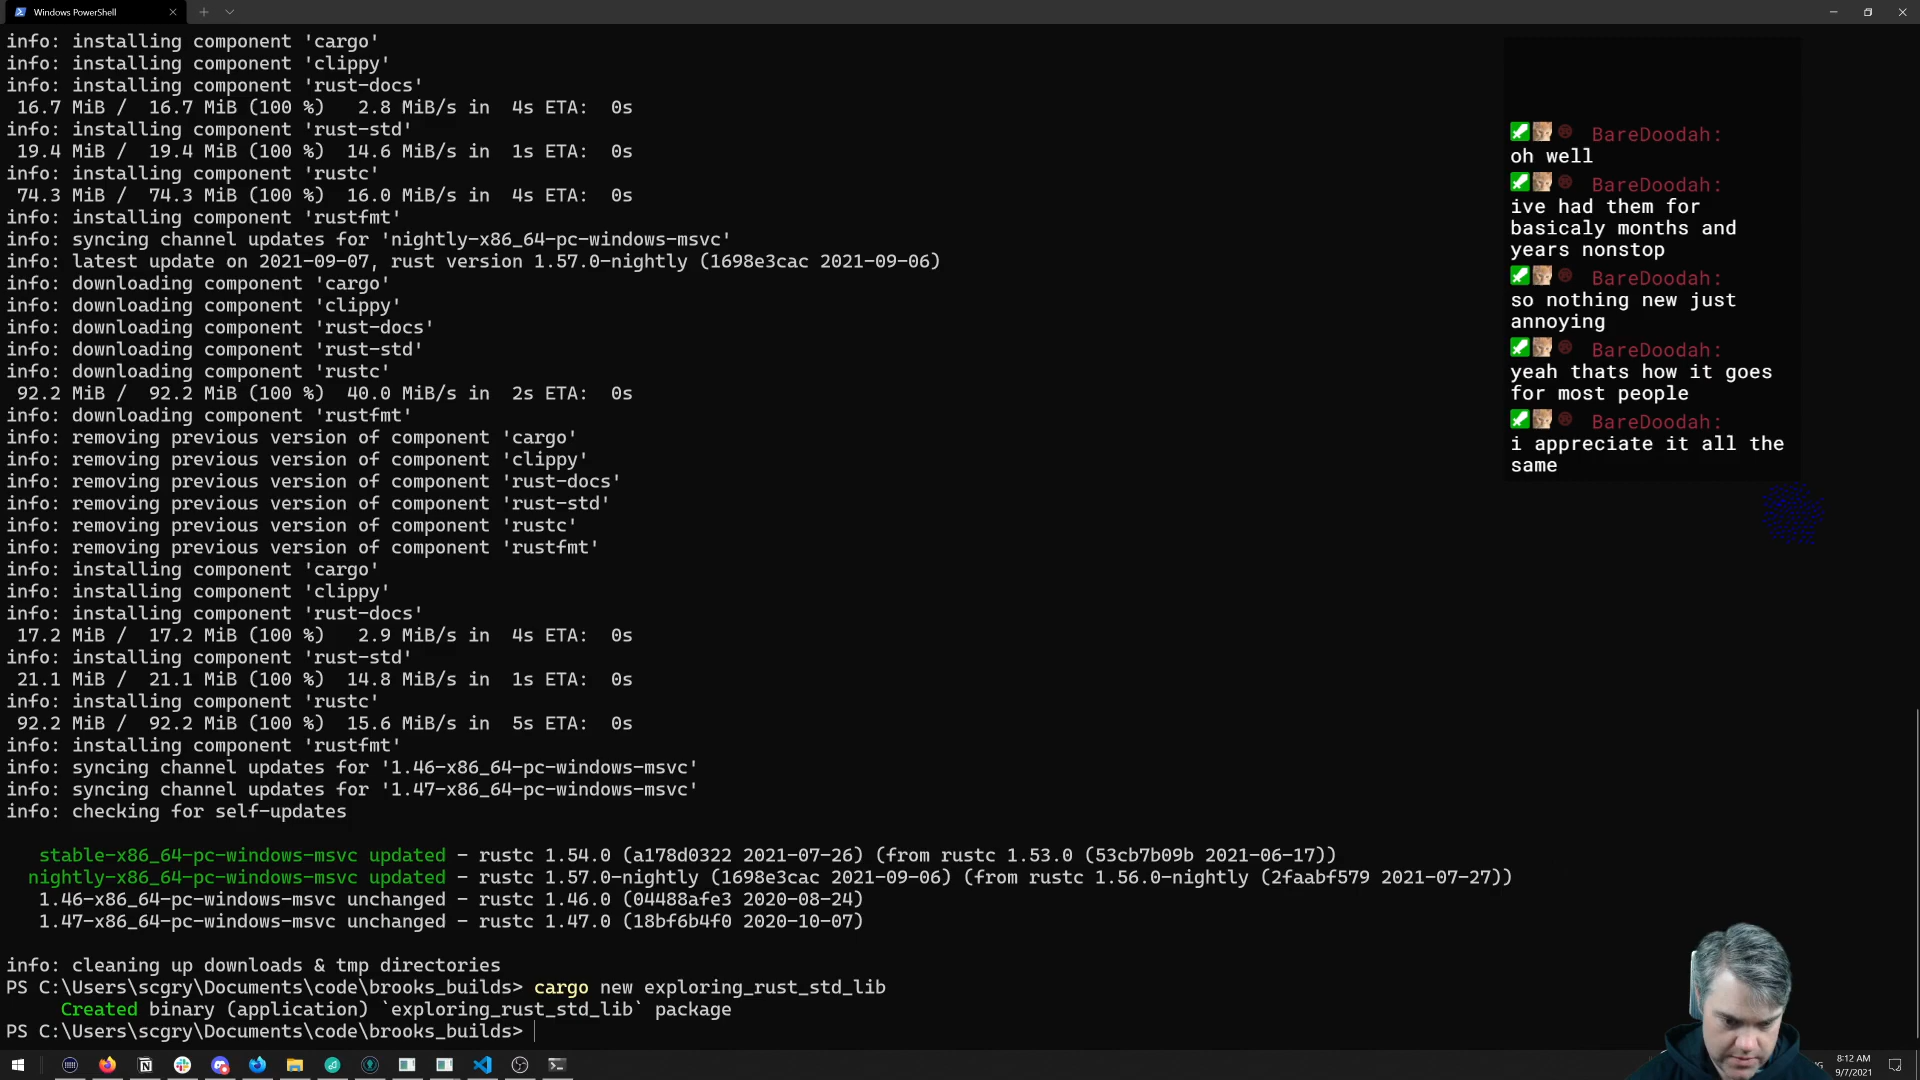 Windows PowerShell
info: installing component 'cargo'
info: installing component 'clippy'
info: installing component 'rust-docs'
16.7 MiB /  16.7 MiB (100 %)   2.8 MiB/s in  4s ETA:  0s
info: installing component 'rust-std'
19.4 MiB /  19.4 MiB (100 %)  14.6 MiB/s in  1s ETA:  0s
info: installing component 'rustc'
74.3 MiB /  74.3 MiB (100 %)  16.0 MiB/s in  4s ETA:  0s
info: installing component 'rustfmt'
info: syncing channel updates for 'nightly-x86_64-pc-windows-msvc'
info: latest update on 2021-09-07, rust version 1.57.0-nightly (1698e3cac 2021-09-06)
info: downloading component 'cargo'
info: downloading component 'clippy'
info: downloading component 'rust-docs'
info: downloading component 'rust-std'
info: downloading component 'rustc'
92.2 MiB /  92.2 MiB (100 %)  40.0 MiB/s in  2s ETA:  0s
info: downloading component 'rustfmt'
info: removing previous version of component 'cargo'
info: removing previous version of component 'clippy'
info: removing previous version of component 'rust-docs'
info: removing previous version of component 'rust-std'
info: removing previous version of component 'rustc'
info: removing previous version of component 'rustfmt'
info: installing component 'cargo'
info: installing component 'clippy'
info: installing component 'rust-docs'
17.2 MiB /  17.2 MiB (100 %)   2.9 MiB/s in  4s ETA:  0s
info: installing component 'rust-std'
21.1 MiB /  21.1 MiB (100 %)  14.8 MiB/s in  1s ETA:  0s
info: installing component 'rustc'
92.2 MiB /  92.2 MiB (100 %)  15.6 MiB/s in  5s ETA:  0s
info: installing component 'rustfmt'
info: syncing channel updates for '1.46-x86_64-pc-windows-msvc'
info: syncing channel updates for '1.47-x86_64-pc-windows-msvc'
info: checking for self-updates
stable-x86_64-pc-windows-msvc updated - rustc 1.54.0 (a178d0322 2021-07-26) (from rustc 1.53.0 (53cb7b09b 2021-06-17))
nightly-x86_64-pc-windows-msvc updated - rustc 1.57.0-nightly (1698e3cac 2021-09-06) (from rustc 1.56.0-nightly (2faabf579 2021-07-27))
1.46-x86_64-pc-windows-msvc unchanged - rustc 1.46.0 (04488afe3 2020-08-24)
1.47-x86_64-pc-windows-msvc unchanged - rustc 1.47.0 (18bf6b4f0 2020-10-07)
info: cleaning up downloads & tmp directories
PS C:\Users\scgry\Documents\code\brooks_builds> cargo new exploring_rust_std_lib
Created binary (application) `exploring_rust_std_lib` package
PS C:\Users\scgry\Documents\code\brooks_builds>
BareDoodah:
oh well
BareDoodah:
ive had them for
basicaly months and
years nonstop
BareDoodah:
so nothing new just
annoying
BareDoodah:
yeah thats how it goes
for most people
BareDoodah:
i appreciate it all the
same
8:12 AM
9/7/2021